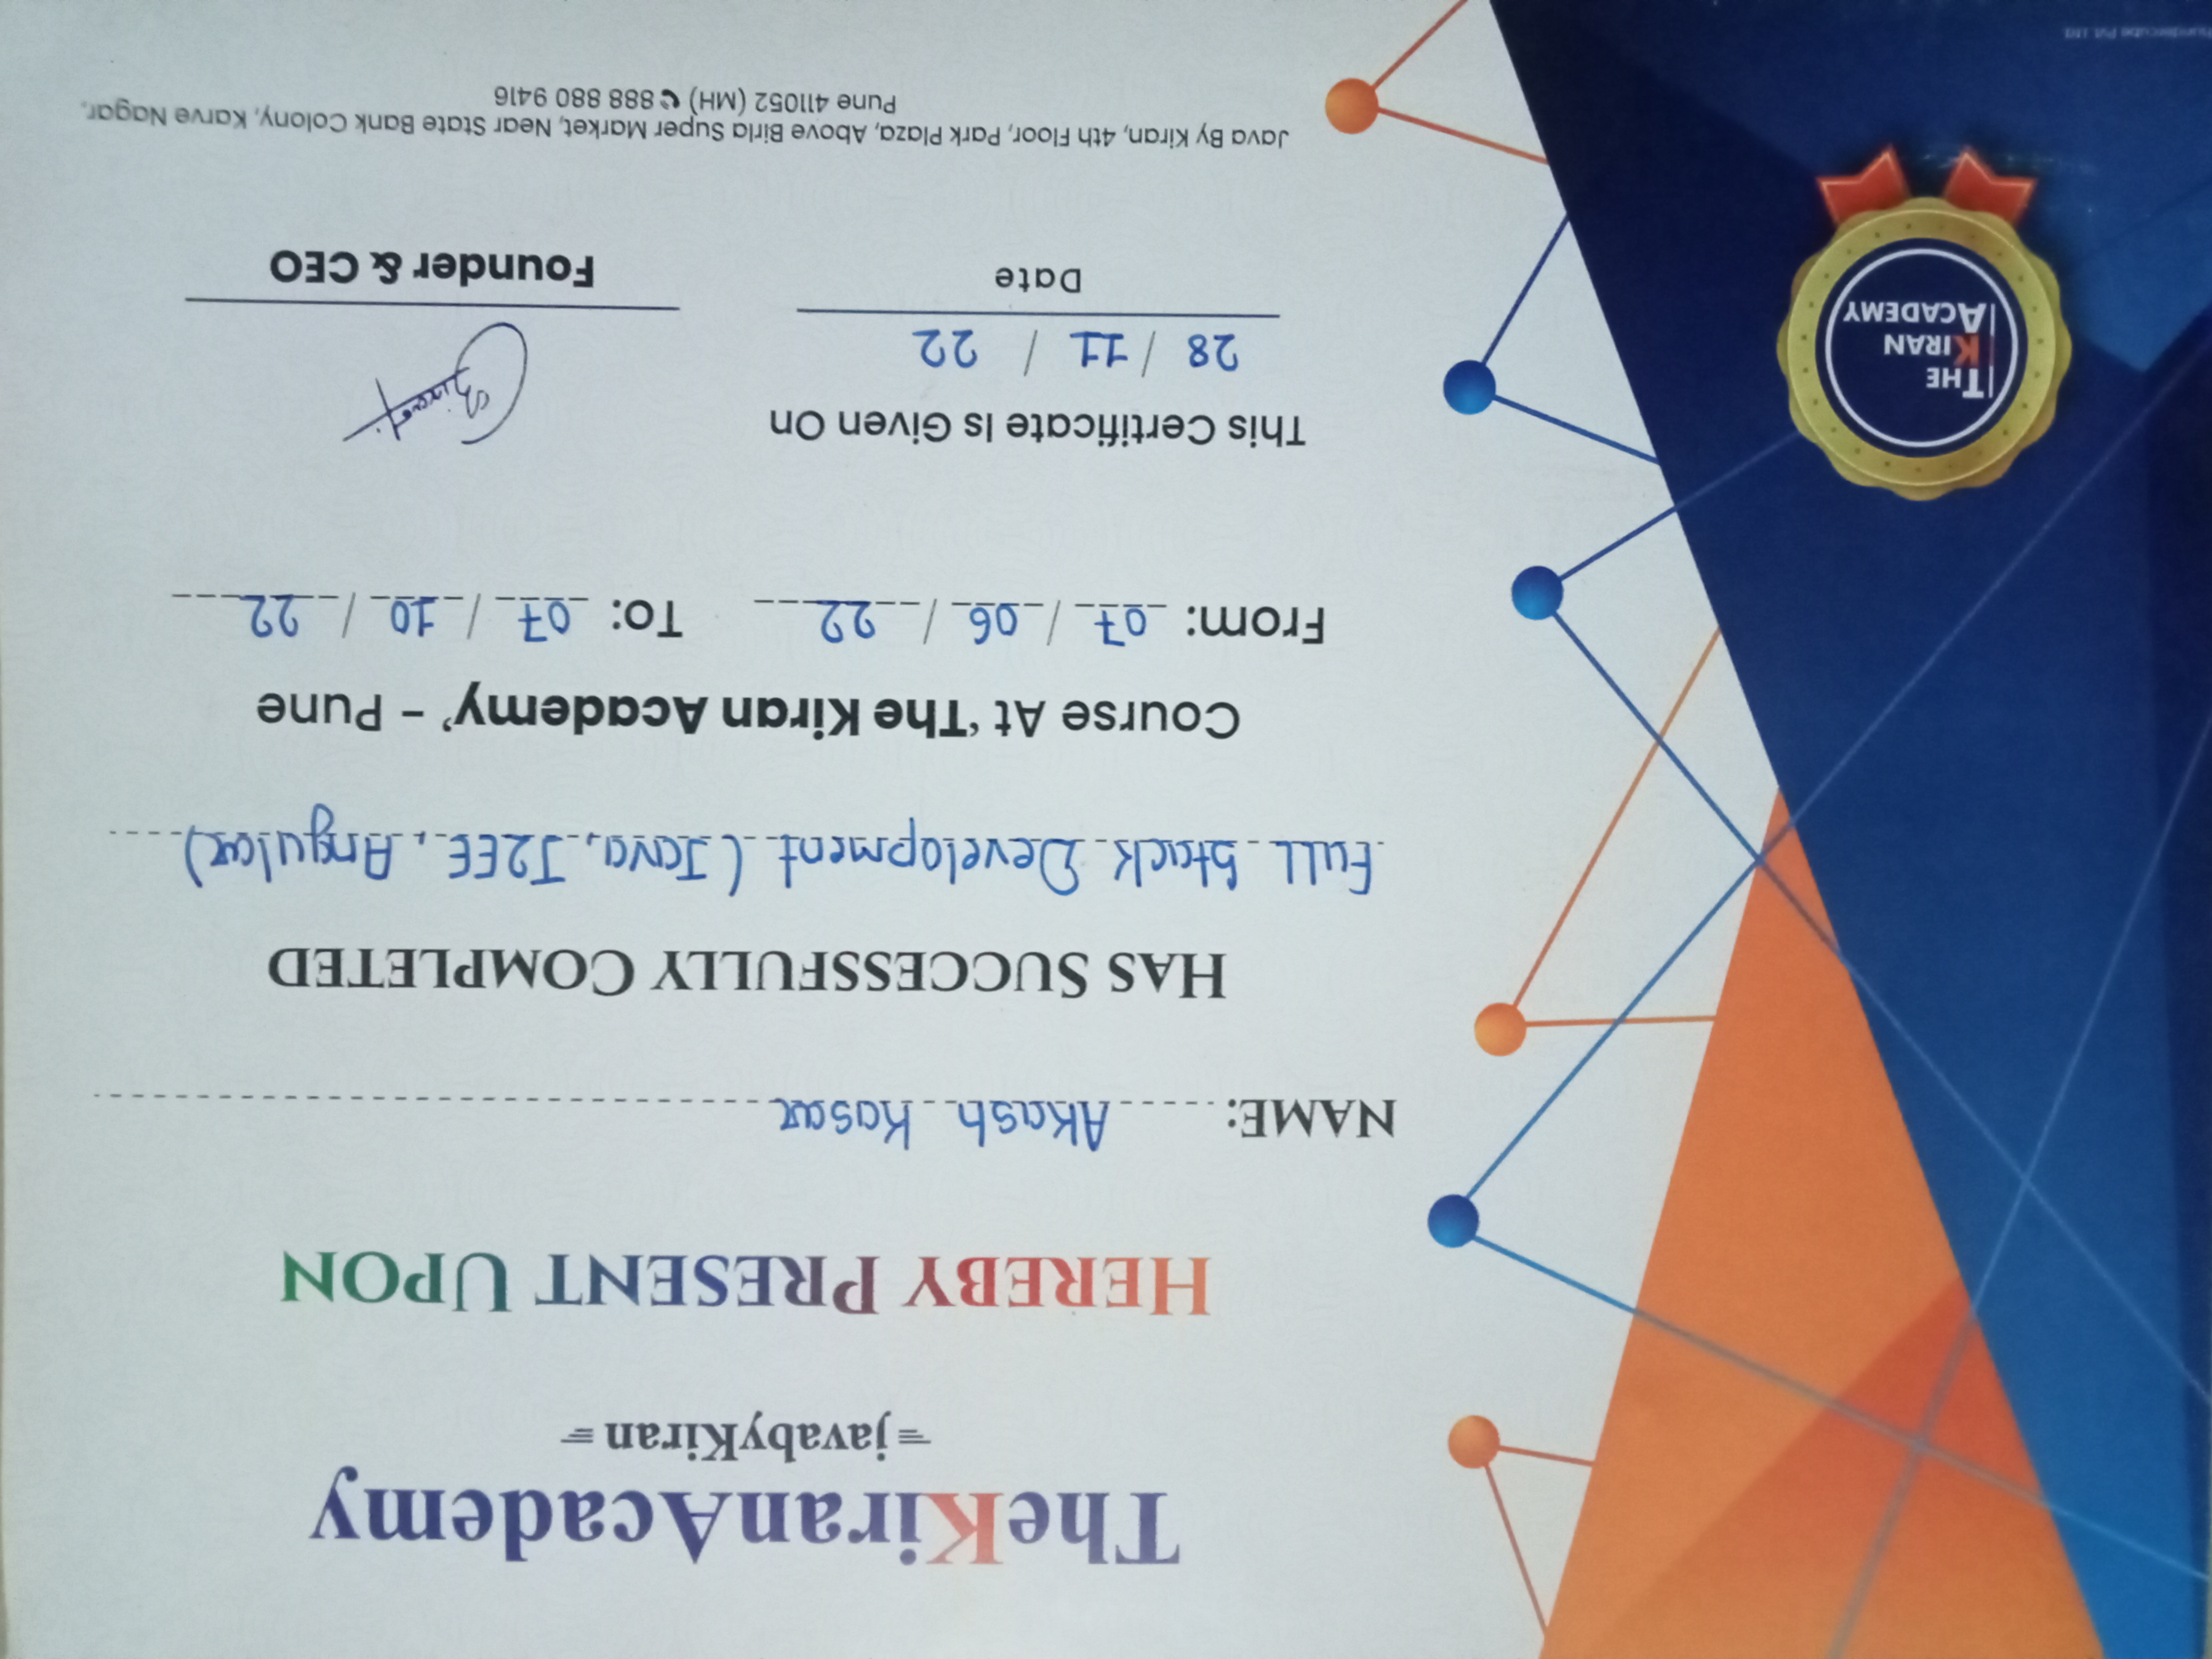 TheKiranAcademy
javabyKiran
HEREBY PRESENT UPON
NAME: Akash Kasar
HAS SUCCESSFULLY COMPLETED
Full Stack Development (Java, J2EE, Angular)
Course At ‘The Kiran Academy’ - Pune
From: 07 / 06 / 22 To: 07 / 10 / 22
This Certificate Is Given On
28 / 11 / 22
Date
Founder & CEO
THE
KIRAN
ACADEMY
Java By Kiran, 4th Floor, Park Plaza, Above Birla Super Market, Near State Bank Colony, Karve Nagar,
Pune 411052 (MH) 888 880 9416
Pvt. Ltd.